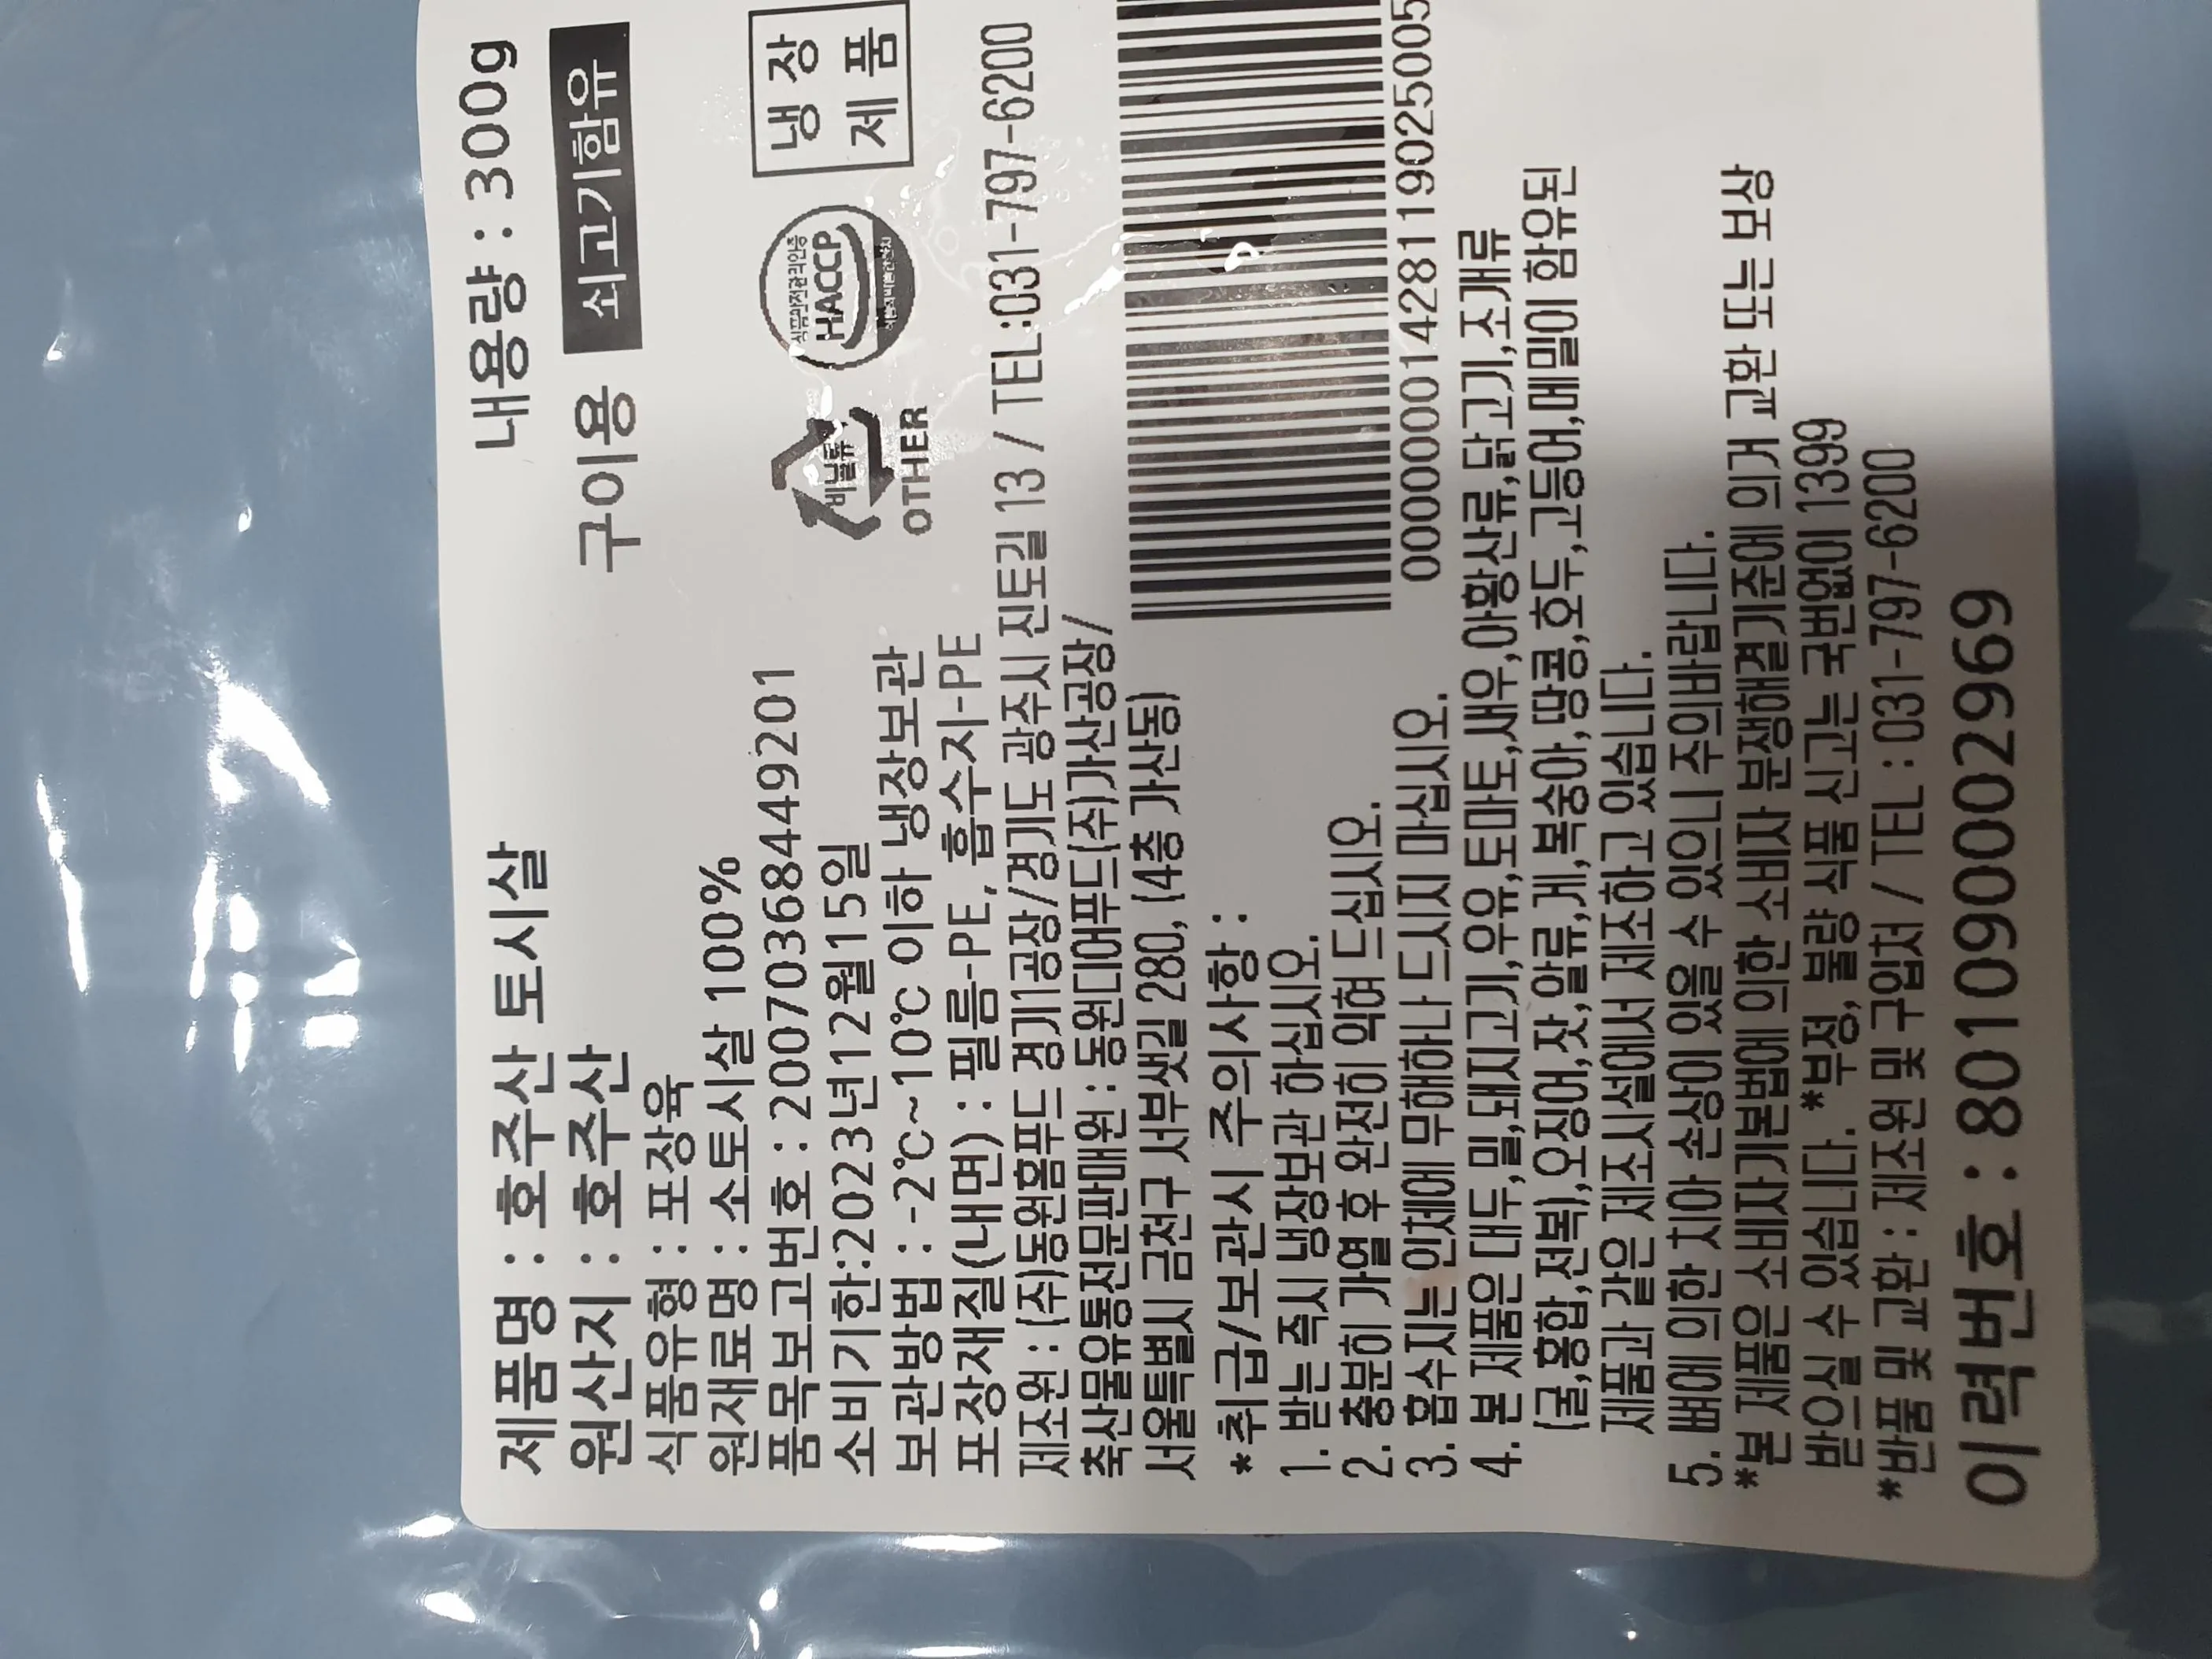 제품명 : 호주산 토시살
내용량 : 300g
원산지 : 호주산
구이용 쇠고기함유
식품유형 : 포장육
원재료명 : 소토시살 100%
품목보고번호 : 20070368449201
소비기한:2023년12월15일
보관방법 : -2℃~10℃ 이하 냉장보관
포장재질(내면) : 필름-PE, 흡수지-PE
비닐류
OTHER
식품안전관리인증
HACCP
냉장
제품
제조원 : (주)동원홈푸드 경기1공장/경기도 광주시 진토길 13 / TEL:031-797-6200
축산물유통전문판매원 : 동원디어푸드(주)가산공장/
서울특별시 금천구 서부샛길 280, (4층 가산동)
0000000142811902 5005
*취급/보관시 주의사항 :
1. 받는 즉시 냉장보관 하십시오.
2. 충분히 가열 후 완전히 익혀 드십시오.
3. 흡수지는 인체에 무해하나 드시지 마십시오.
4. 본 제품은 대두,밀,돼지고기,우유,토마토,새우,아황산류,닭고기,조개류
(굴,홍합,전복),오징어,잣,알류,게,복숭아,땅콩,호두,고등어,메밀이 함유된
제품과 같은 제조시설에서 제조하고 있습니다.
5. 뼈에 의한 치아 손상이 있을 수 있으니 주의바랍니다.
*본 제품은 소비자기본법에 의한 소비자 분쟁해결기준에 의거 교환 또는 보상
받으실 수 있습니다. *부정, 불량 식품 신고는 국번없이 1399
*반품 및 교환 : 제조원 및 구입처 / TEL : 031-797-6200
이력번호 : 801090002969